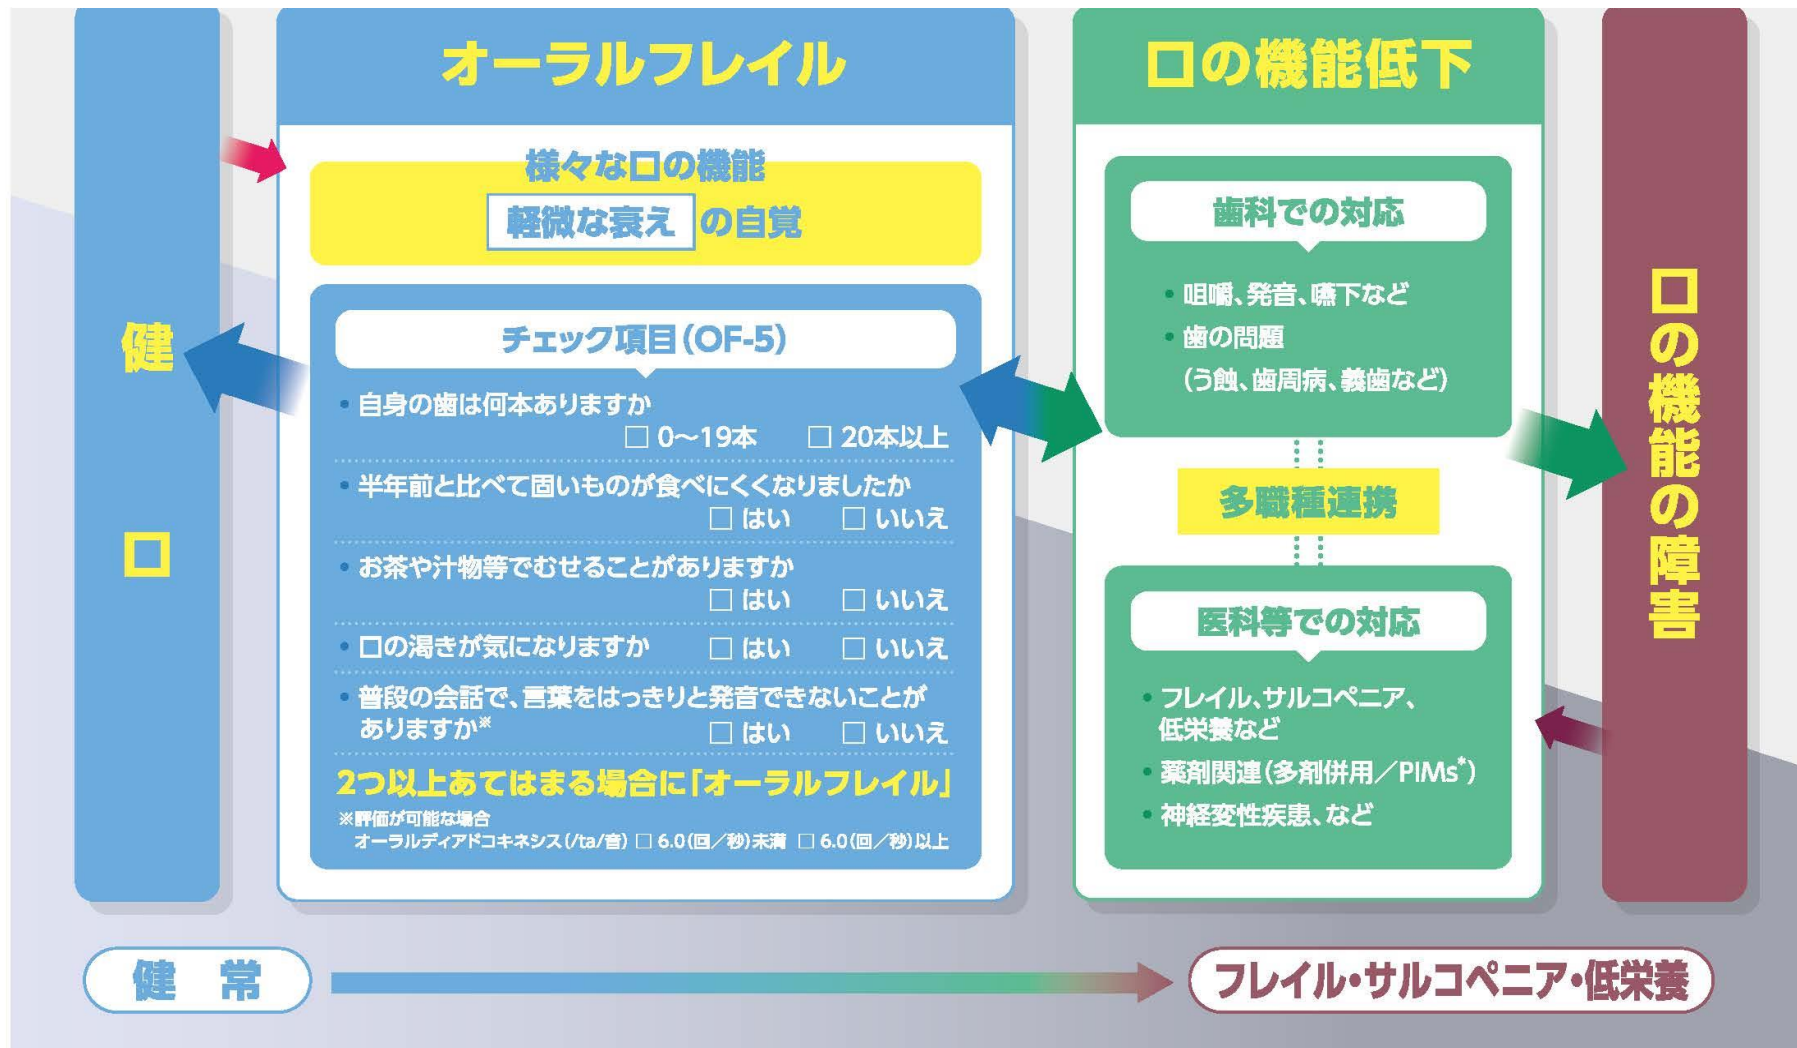 健口
オーラルフレイル
様々な口の機能
軽微な衰え の自覚
チェック項目(OF-5)
• 自身の歯は何本ありますか
□ 0～19本 □ 20本以上
• 半年前と比べて固いものが食べにくくなりましたか
□ はい □ いいえ
• お茶や汁物等でむせることがありますか
□ はい □ いいえ
• 口の渇きが気になりますか □ はい □ いいえ
• 普段の会話で、言葉をはっきりと発音できないことが
ありますか※ □ はい □ いいえ
2つ以上あてはまる場合に「オーラルフレイル」
※評価が可能な場合
オーラルディアドコキネシス(/ta/音) □ 6.0(回／秒)未満 □ 6.0(回／秒)以上
口の機能低下
歯科での対応
• 咀嚼、発音、嚥下など
• 歯の問題
(う蝕、歯周病、義歯など)
多職種連携
医科等での対応
• フレイル、サルコペニア、
低栄養など
• 薬剤関連(多剤併用／PIMs*)
• 神経変性疾患、など
口の機能の障害
健常
フレイル・サルコペニア・低栄養